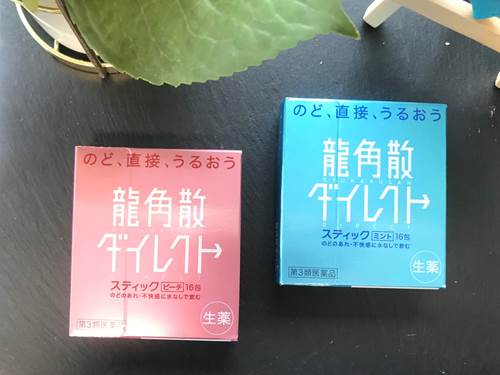 のど、直接、うるおう
龍角散
ダイレクト
スティック ピーチ 16包
のどのあれ・不快感に水なしで飲む
第3類医薬品
生薬
のど、直接、うるおう
龍角散
RYUKAKUSAN
ダイレクト
DIRECT
スティック ミント 16包
のどのあれ・不快感に水なしで飲む
第3類医薬品
生薬